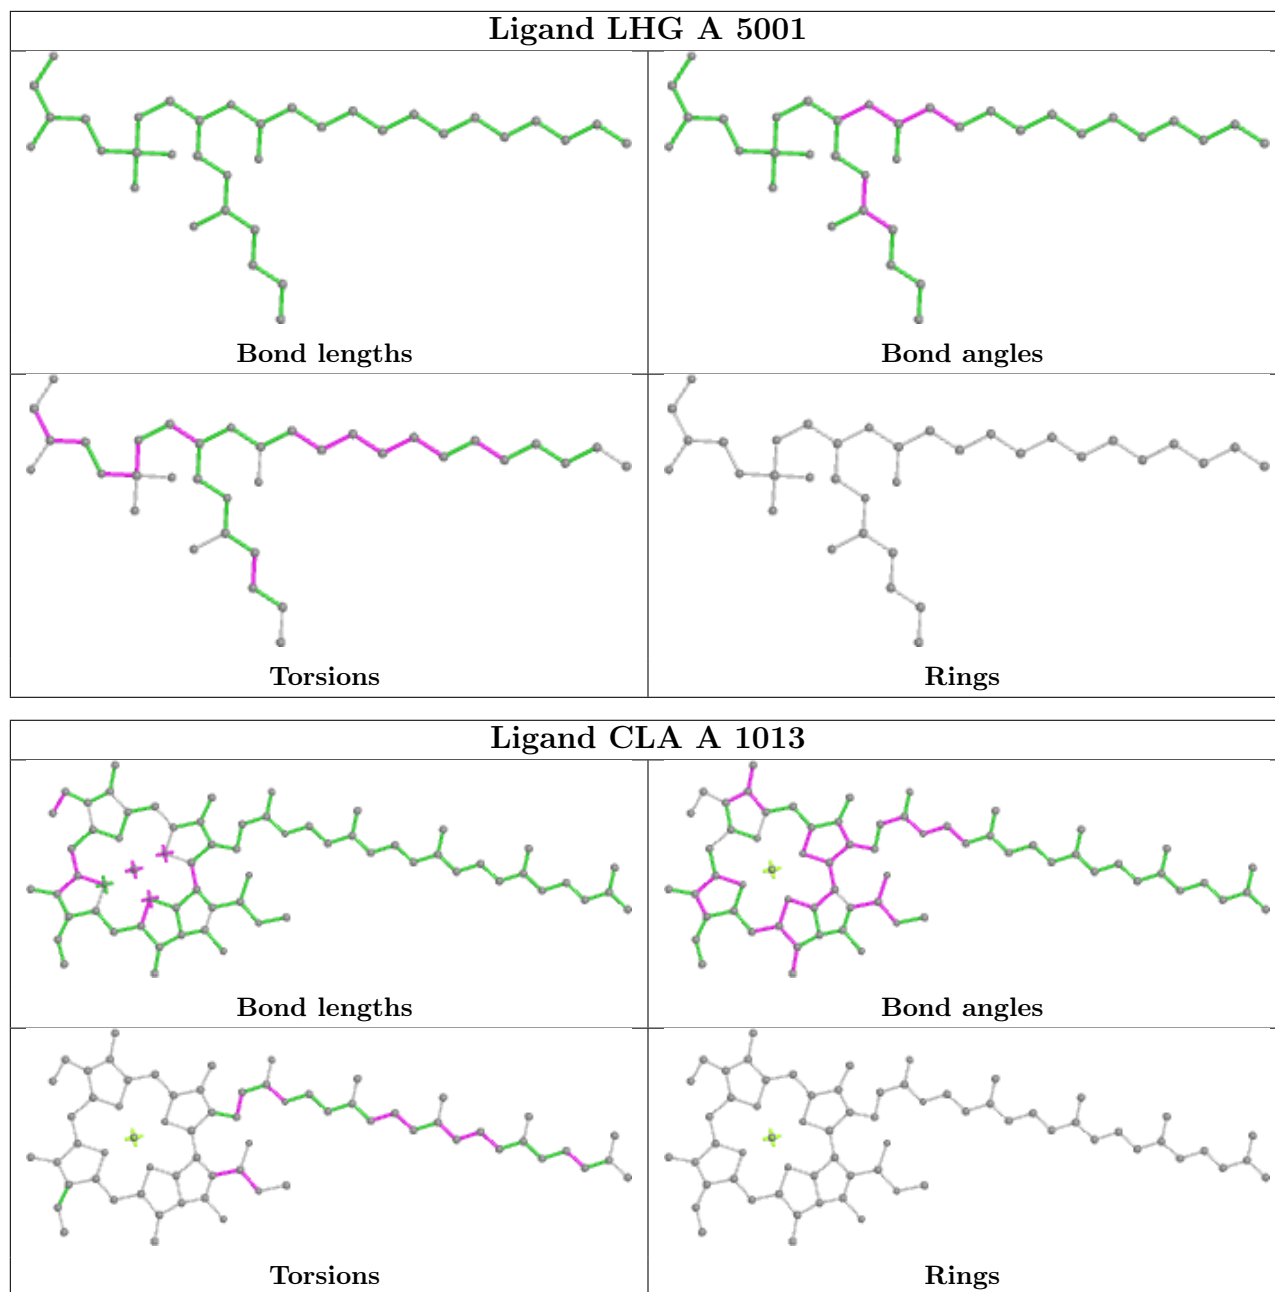 Ligand LHG A 5001
Bond lengths
Bond angles
Torsions
Rings
Ligand CLA A 1013
Bond lengths
Bond angles
Torsions
Rings